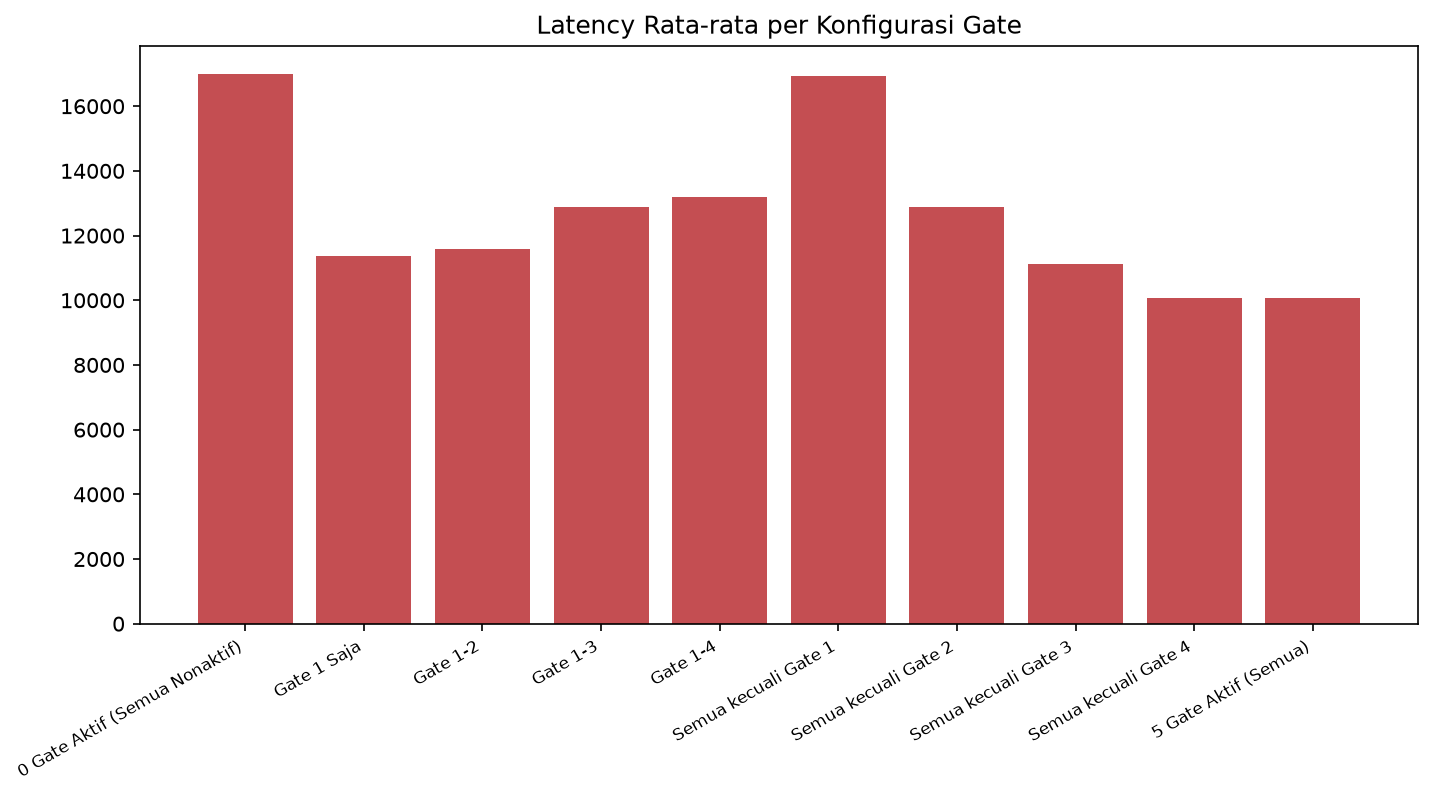 Latency Rata-rata per Konfigurasi Gate
16000
14000
12000
10000
8000
6000
4000
2000
0
0 Gate Aktif (Semua Nonaktif)
Gate 1 Saja
Gate 1-2
Gate 1-3
Gate 1-4
Semua kecuali Gate 1
Semua kecuali Gate 2
Semua kecuali Gate 3
Semua kecuali Gate 4
5 Gate Aktif (Semua)